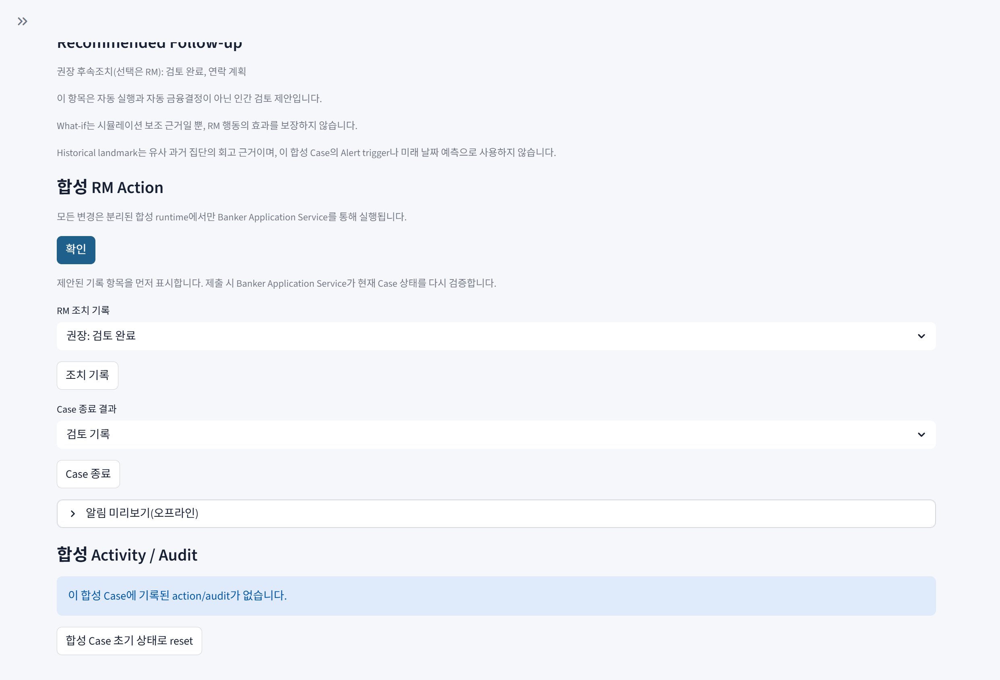 Recommended Follow-up
권장 후속조치(선택은 RM): 검토 완료, 연락 계획
이 항목은 자동 실행과 자동 금융결정이 아닌 인간 검토 제안입니다.
What-if는 시뮬레이션 보조 근거일 뿐, RM 행동의 효과를 보장하지 않습니다.
Historical landmark는 유사 과거 집단의 회고 근거이며, 이 합성 Case의 Alert trigger나 미래 날짜 예측으로 사용하지 않습니다.
합성 RM Action
모든 변경은 분리된 합성 runtime에서만 Banker Application Service를 통해 실행됩니다.
확인
제안된 기록 항목을 먼저 표시합니다. 제출 시 Banker Application Service가 현재 Case 상태를 다시 검증합니다.
RM 조치 기록
권장: 검토 완료
조치 기록
Case 종료 결과
검토 기록
Case 종료
알림 미리보기(오프라인)
합성 Activity / Audit
이 합성 Case에 기록된 action/audit가 없습니다.
합성 Case 초기 상태로 reset